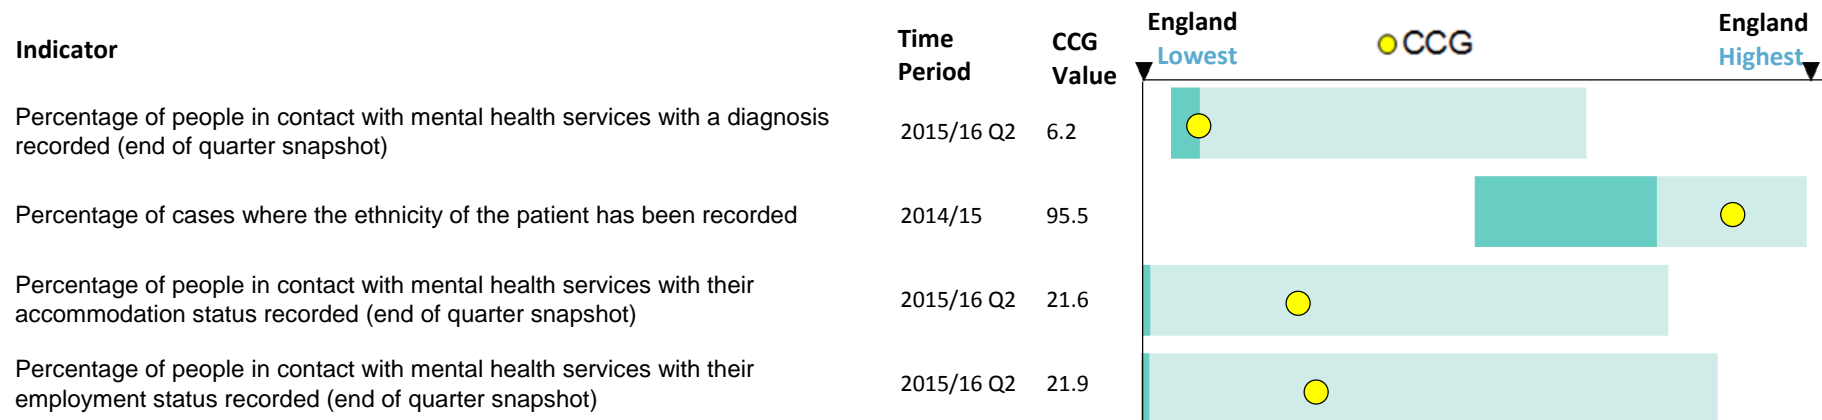 Indicator
Time Period
CCG Value
England Lowest
CCG
England Highest
Percentage of people in contact with mental health services with a diagnosis
recorded (end of quarter snapshot)
2015/16 Q2
6.2
Percentage of cases where the ethnicity of the patient has been recorded
2014/15
95.5
Percentage of people in contact with mental health services with their
accommodation status recorded (end of quarter snapshot)
2015/16 Q2
21.6
Percentage of people in contact with mental health services with their
employment status recorded (end of quarter snapshot)
2015/16 Q2
21.9